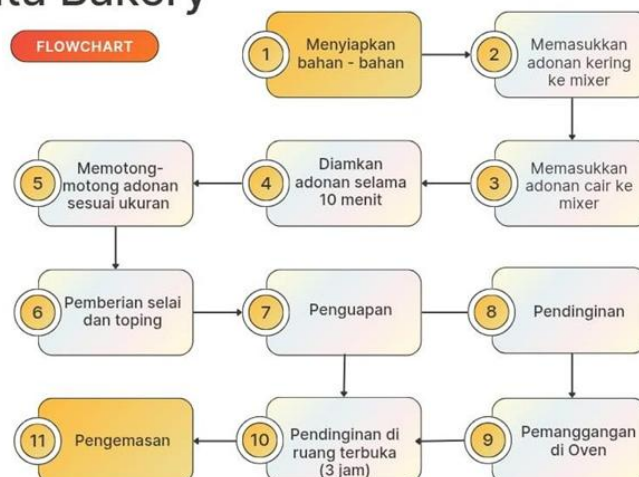 Bakery
FLOWCHART
1
Menyiapkan
bahan - bahan
2
Memasukkan
adonan kering
ke mixer
3
Memasukkan
adonan cair ke
mixer
4
Diamkan
adonan selama
10 menit
5
Memotong-
motong adonan
sesuai ukuran
6
Pemberian selai
dan toping
7
Penguapan
8
Pendinginan
9
Pemanggangan
di Oven
10
Pendinginan di
ruang terbuka
(3 jam)
11
Pengemasan